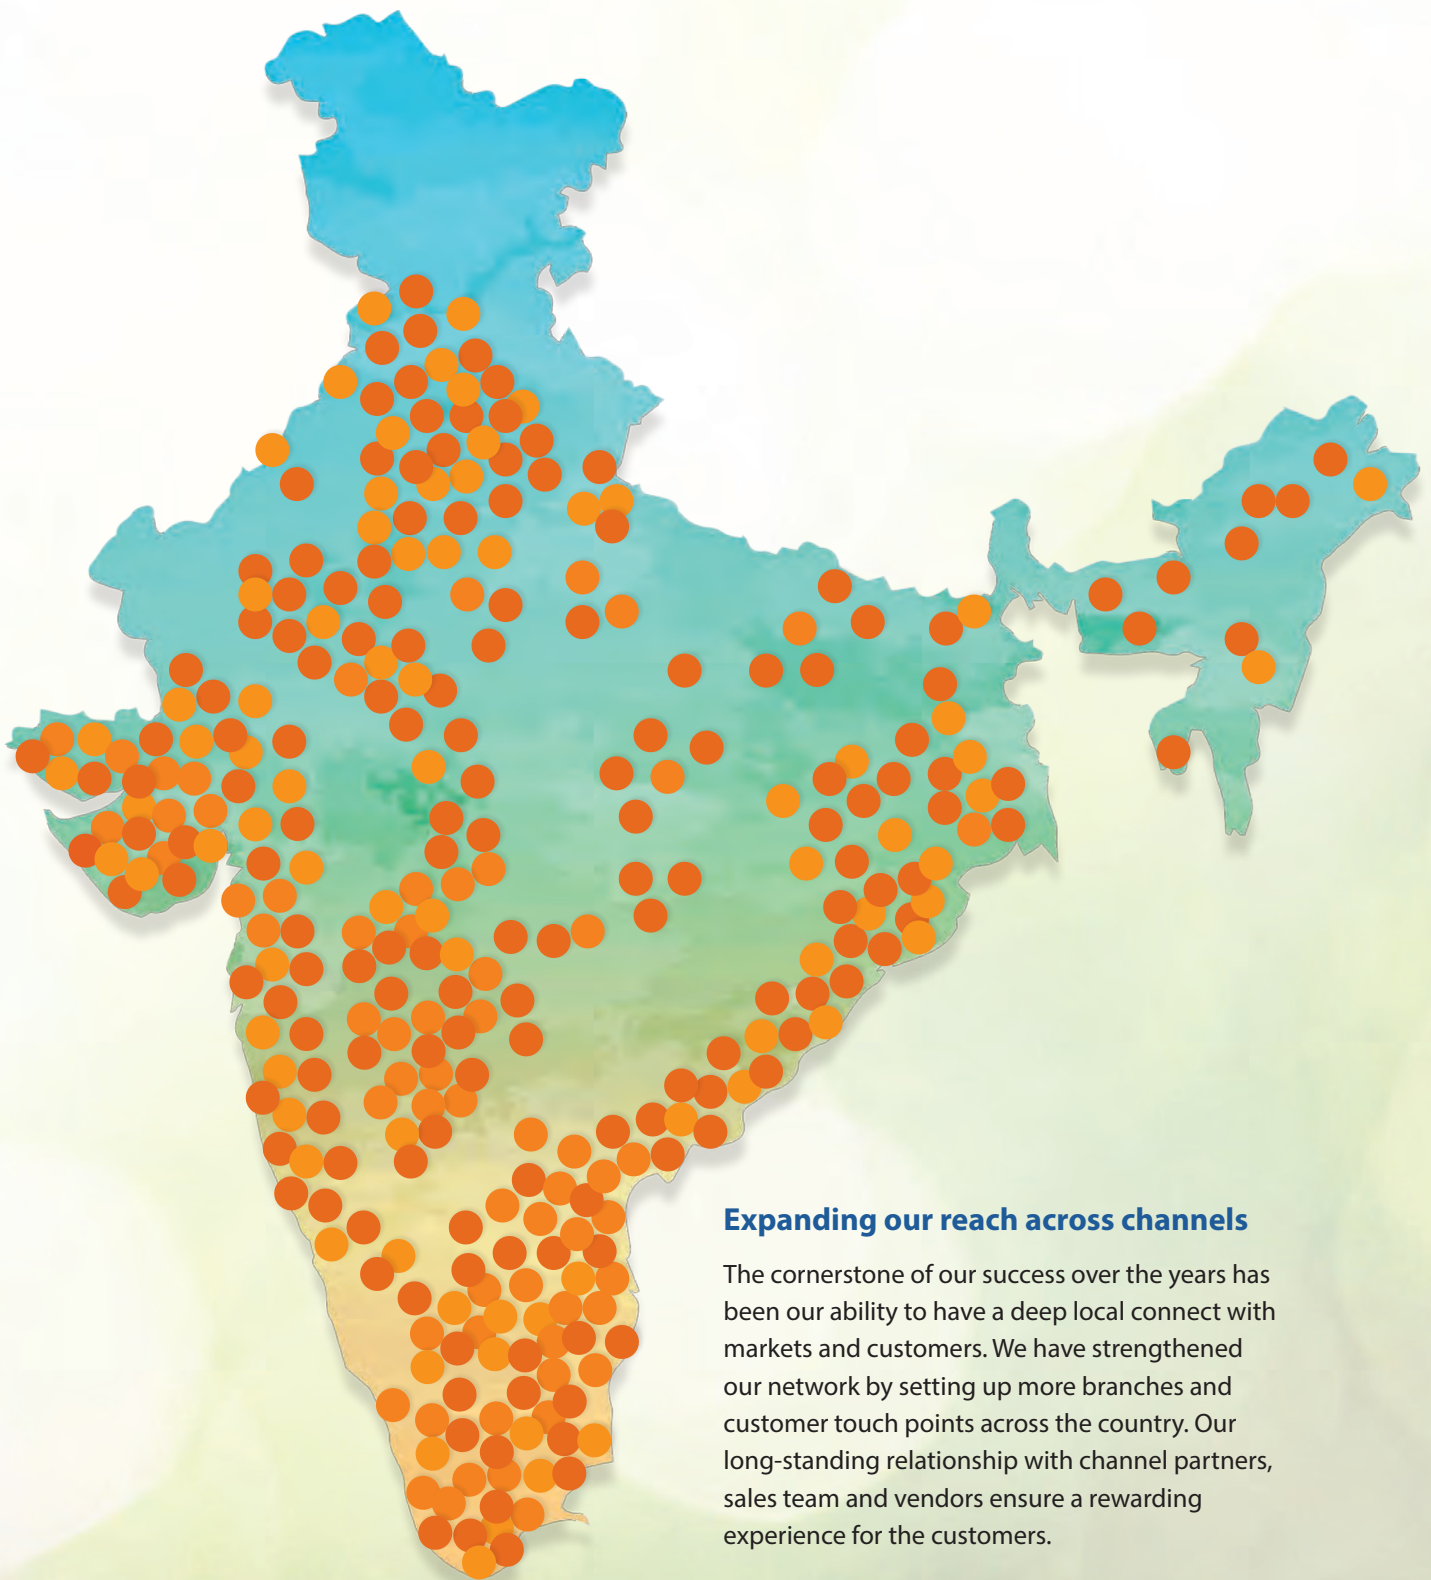 Expanding our reach across channels
The cornerstone of our success over the years has
been our ability to have a deep local connect with
markets and customers. We have strengthened
our network by setting up more branches and
customer touch points across the country. Our
long-standing relationship with channel partners,
sales team and vendors ensure a rewarding
experience for the customers.